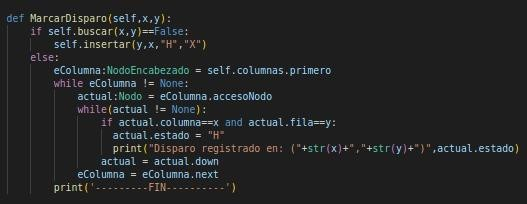 def MarcarDisparo(self,x,y):
    if self.buscar(x,y)==False:
        self.insertar(y,x,"H","X")
    else:
        eColumna:NodoEncabezado = self.columnas.primero
        while eColumna != None:
            actual:Nodo = eColumna.accesoNodo
            while(actual != None):
                if actual.columna==x and actual.fila==y:
                  actual.estado = "H"
                  print("Disparo registrado en: ("+str(x)+","+str(y)+")",actual.estado)
                actual = actual.down
            eColumna = eColumna.next
        print('---------FIN----------')